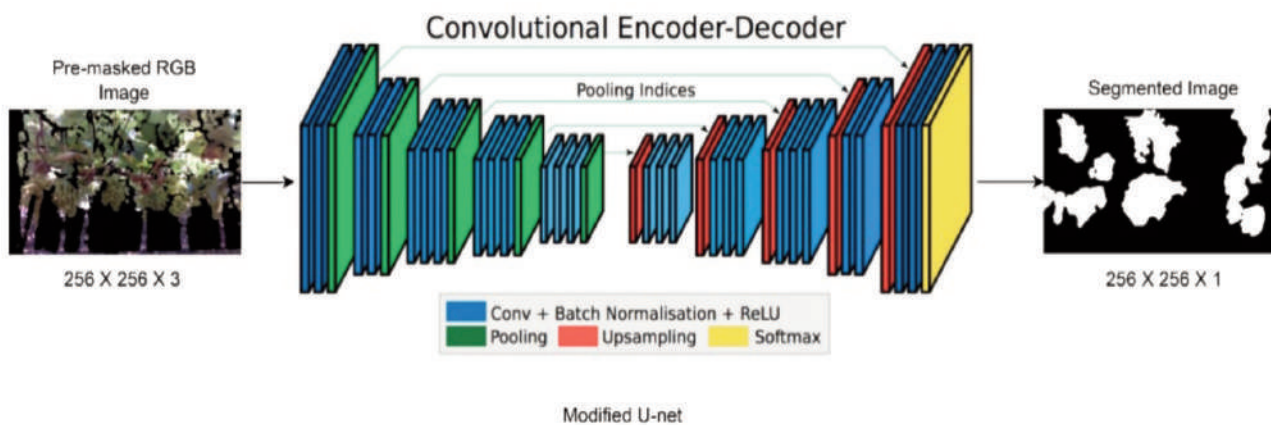 Convolutional Encoder-Decoder
Pre-masked RGB
Image
Pooling Indices
Segmented Image
256 X 256 X 3
256 X 256 X 1
Conv + Batch Normalisation + ReLU
Pooling
Upsampling
Softmax
Modified U-net